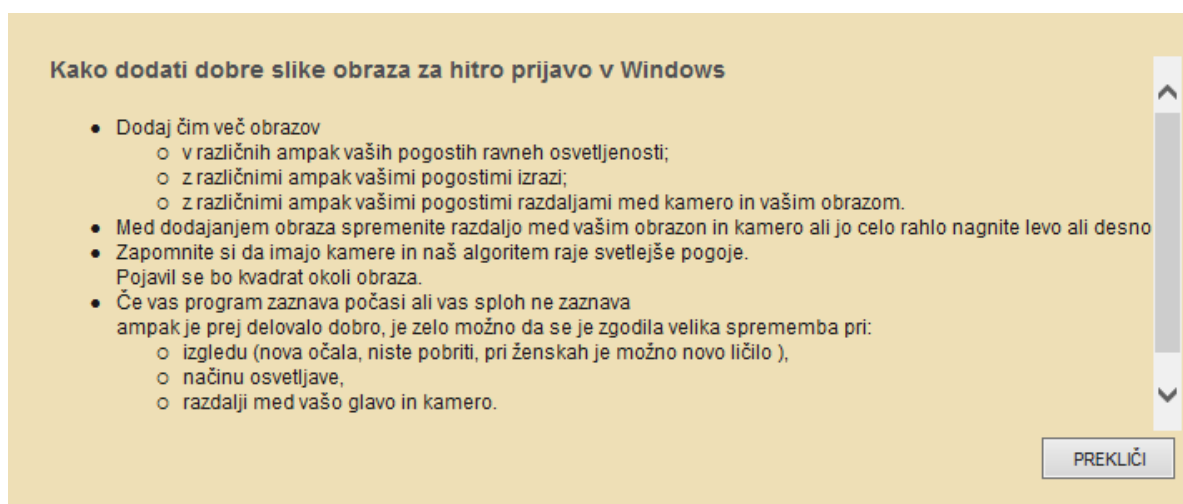 Kako dodati dobre slike obraza za hitro prijavo v Windows
● Dodaj čim več obrazov
○ v različnih ampak vaših pogostih ravneh osvetljenosti;
○ z različnimi ampak vašimi pogostimi izrazi;
○ z različnimi ampak vašimi pogostimi razdaljami med kamero in vašim obrazom.
● Med dodajanjem obraza spremenite razdaljo med vašim obrazon in kamero ali jo celo rahlo nagnite levo ali desno
● Zapomnite si da imajo kamere in naš algoritem raje svetlejše pogoje.
Pojavil se bo kvadrat okoli obraza.
● Če vas program zaznava počasi ali vas sploh ne zaznava
ampak je prej delovalo dobro, je zelo možno da se je zgodila velika sprememba pri:
○ izgledu (nova očala, niste pobriti, pri ženskah je možno novo ličilo ),
○ načinu osvetljave,
○ razdalji med vašo glavo in kamero.
PREKLIČI